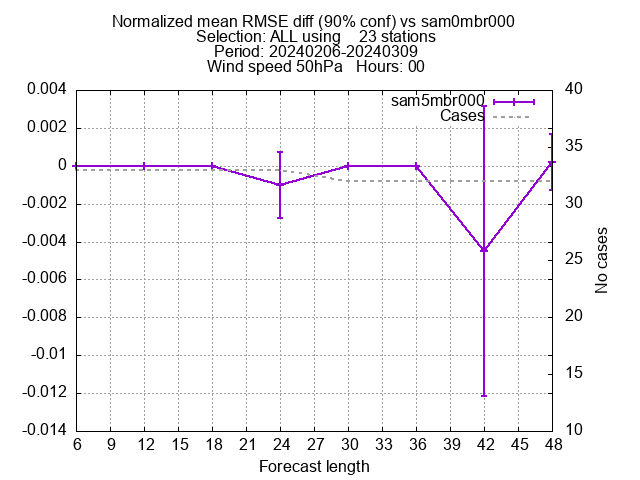 Normalized mean RMSE diff (90% conf) vs sam0mbr000
Selection: ALL using    23 stations
Period: 20240206-20240309
Wind speed 50hPa   Hours: 00
sam5mbr000
Cases
0.004
0.002
0
-0.002
-0.004
-0.006
-0.008
-0.01
-0.012
-0.014
40
35
30
25
20
15
10
No cases
6 9 12 15 18 21 24 27 30 33 36 39 42 45 48
Forecast length